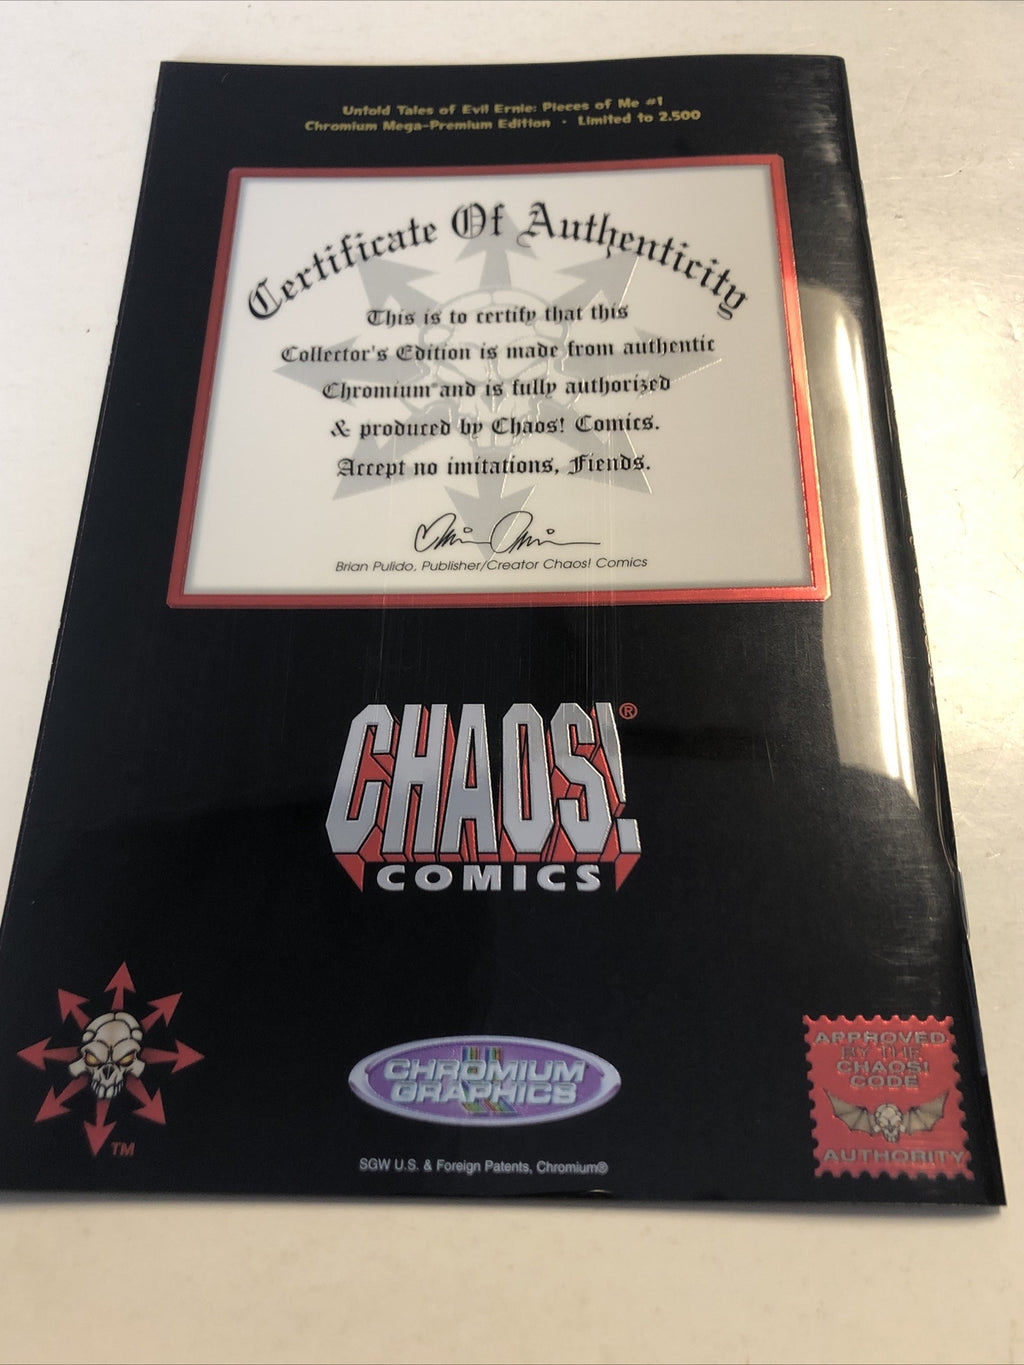 Untold Tales of Evil Ernie: Pieces of Me #1
Chromium Mega-Premium Edition · Limited to 2,500
Certificate Of Authenticity
This is to certify that this
Collector's Edition is made from authentic
Chromium® and is fully authorized
& produced by Chaos! Comics.
Accept no imitations, Fiends.
Brian Pulido, Publisher/Creator Chaos! Comics
CHAOS!®
COMICS
TM
CHROMIUM
GRAPHICS
SGW U.S. & Foreign Patents, Chromium®
APPROVED
BY THE
CHAOS!
CODE
AUTHORITY